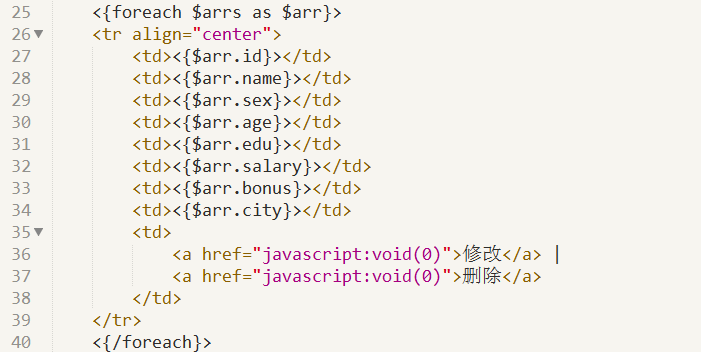 25 <{foreach $arrs as $arr}>
26 <tr align="center">
27 <td><{$arr.id}></td>
28 <td><{$arr.name}></td>
29 <td><{$arr.sex}></td>
30 <td><{$arr.age}></td>
31 <td><{$arr.edu}></td>
32 <td><{$arr.salary}></td>
33 <td><{$arr.bonus}></td>
34 <td><{$arr.city}></td>
35 <td>
36 <a href="javascript:void(0)">修改</a> |
37 <a href="javascript:void(0)">删除</a>
38 </td>
39 </tr>
40 <{/foreach}>